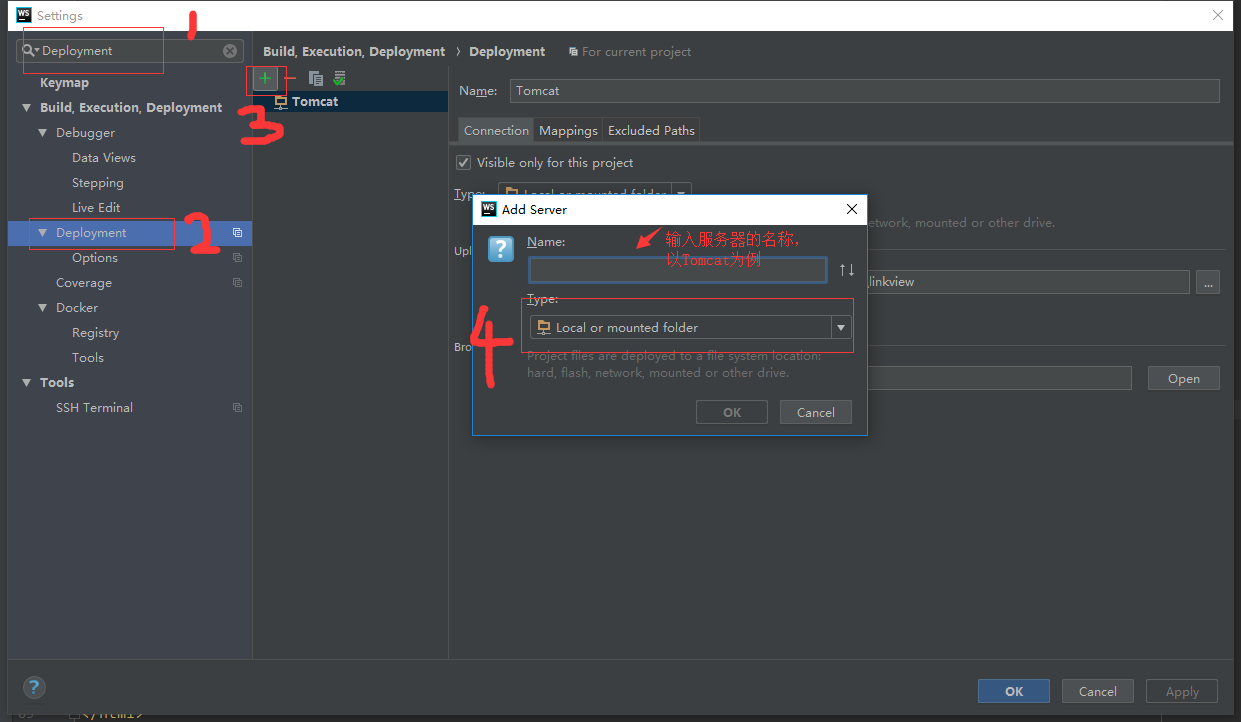 WS Settings
1
Deployment
Build, Execution, Deployment › Deployment
For current project
Keymap
Build, Execution, Deployment
Debugger
Data Views
Stepping
Live Edit
Deployment
2
Options
Coverage
Docker
Registry
Tools
Tools
SSH Terminal
3
Tomcat
Name:
Tomcat
Connection
Mappings
Excluded Paths
Visible only for this project
Type:
Local or mounted folder
etwork, mounted or other drive.
Upl
linkview
...
Bro
Open
WS Add Server
Name:
输入服务器的名称，
以Tomcat为例
4
Type:
Local or mounted folder
Project files are deployed to a file system location:
hard, flash, network, mounted or other drive.
OK
Cancel
?
?
OK
Cancel
Apply
</html>